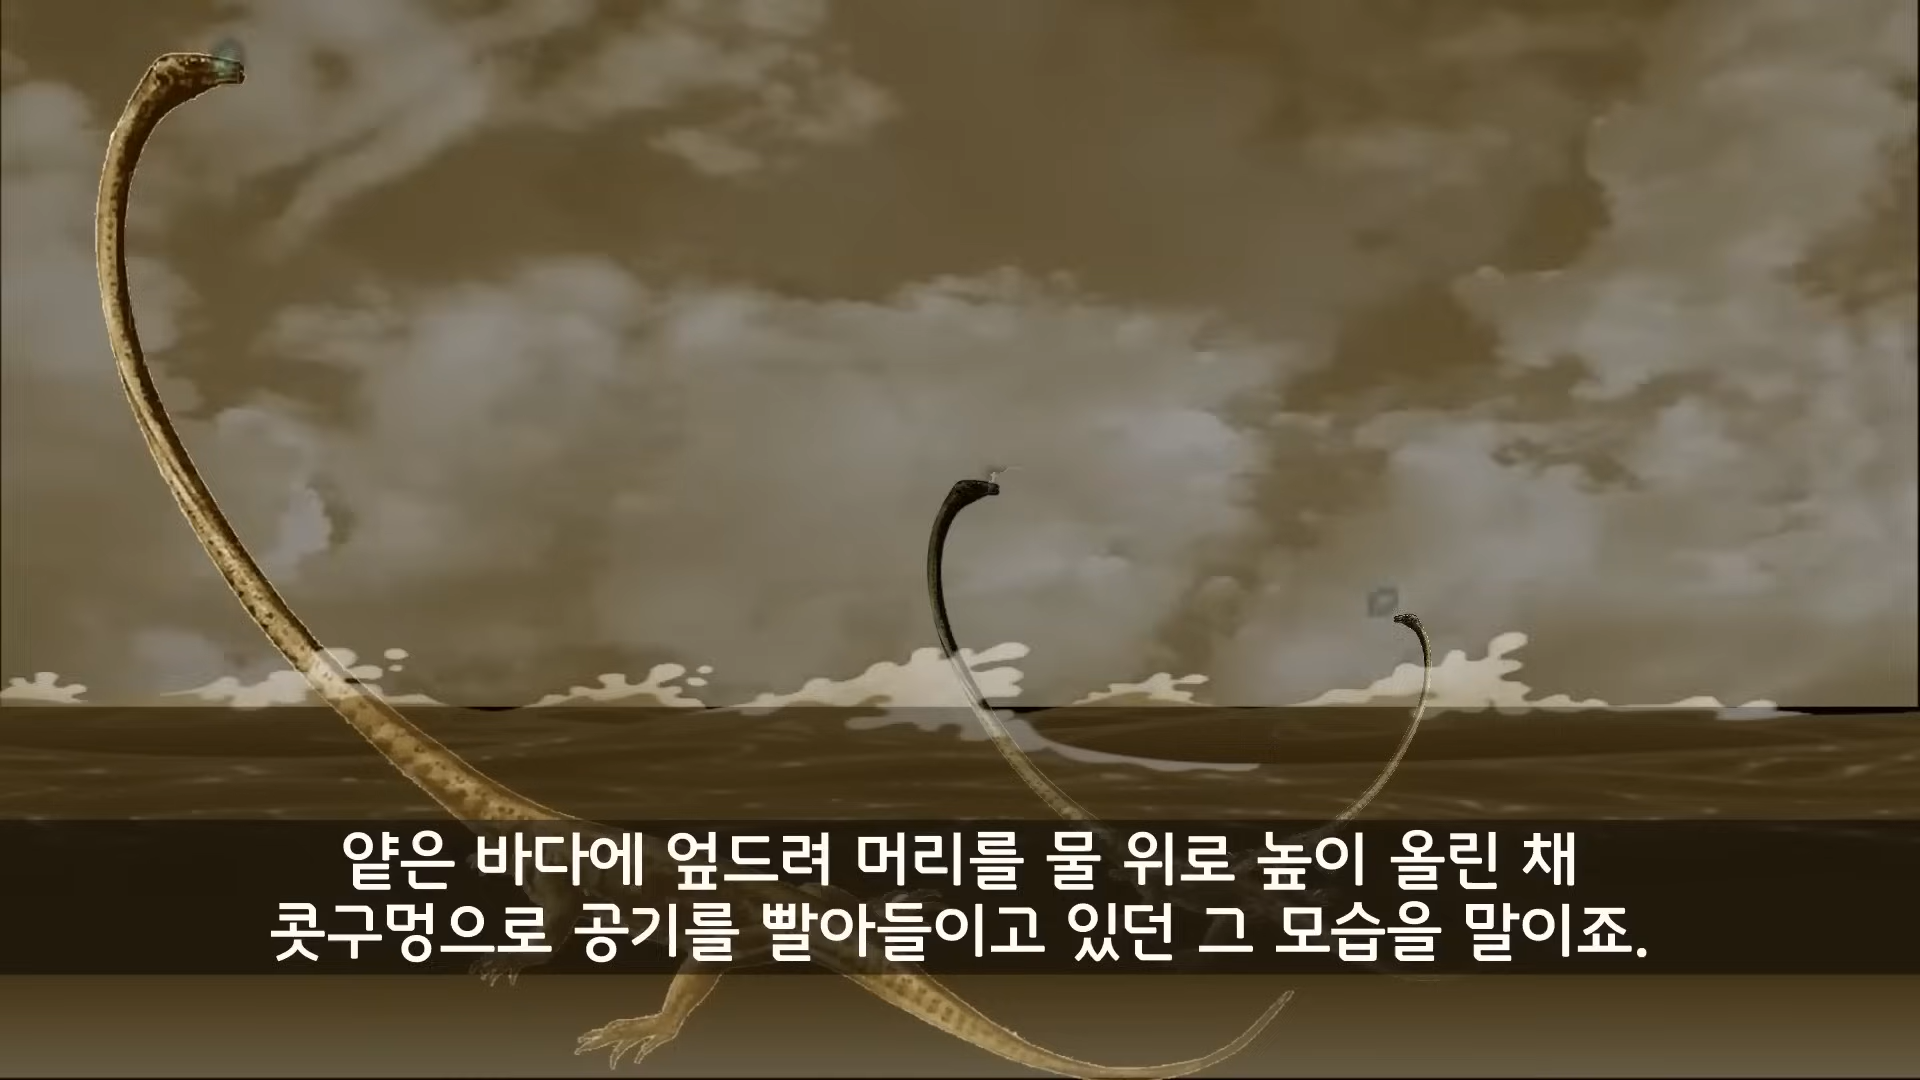 얕은 바다에 엎드려 머리를 물 위로 높이 올린 채
콧구멍으로 공기를 빨아들이고 있던 그 모습을 말이죠.